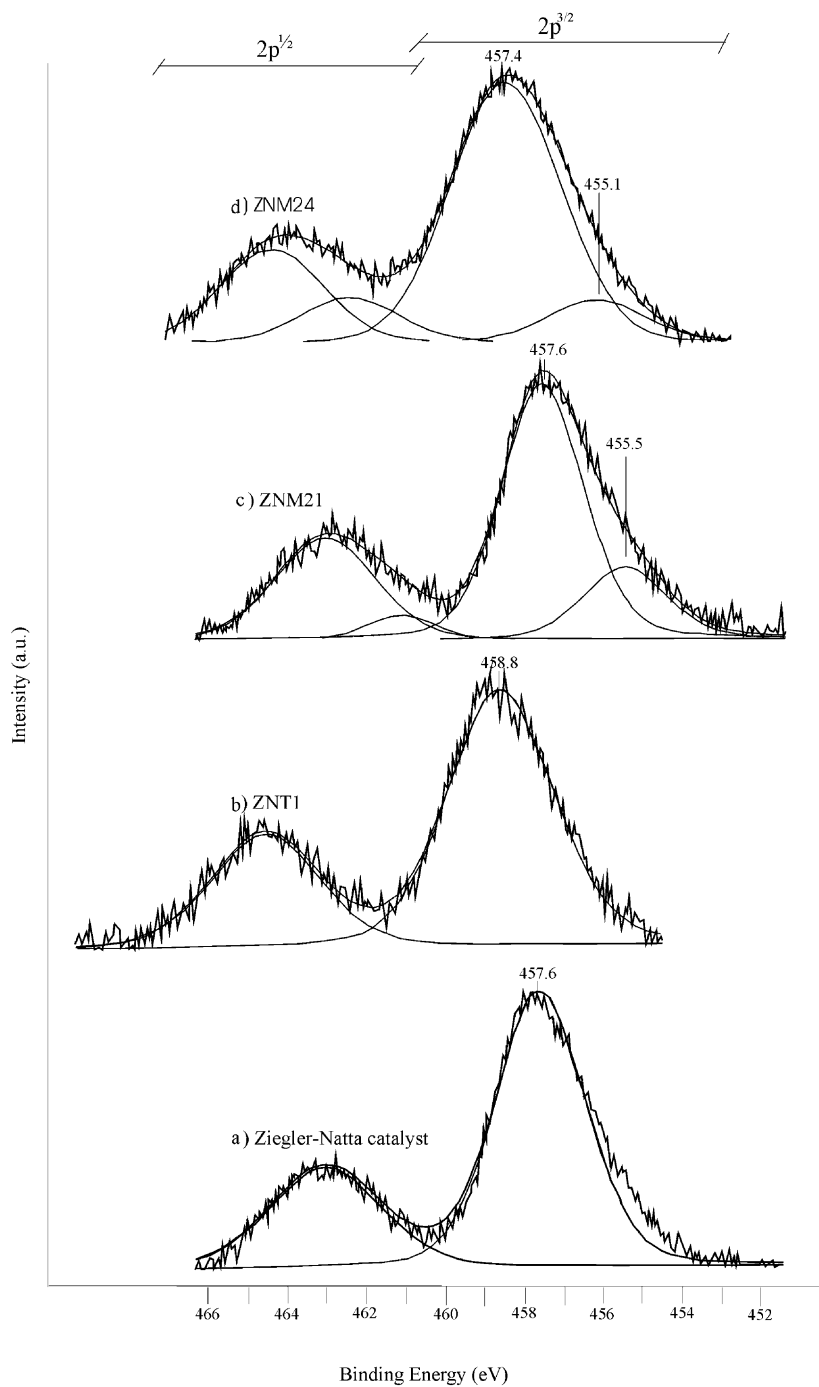 2p1/2
2p3/2
457.4
455.1
d) ZNM24
457.6
455.5
c) ZNM21
458.8
b) ZNT1
457.6
a) Ziegler-Natta catalyst
Intensity (a.u.)
466 464 462 460 458 456 454 452
Binding Energy (eV)